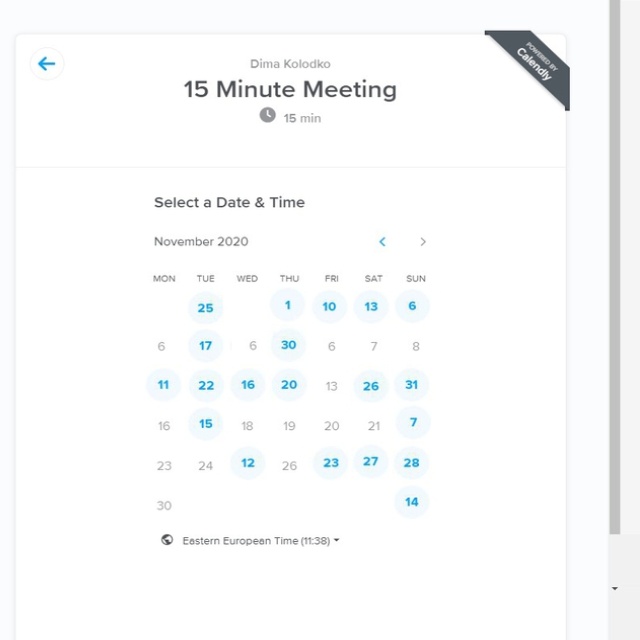 POWERED BY
Calendly
Dima Kolodko
15 Minute Meeting
15 min
Select a Date & Time
November 2020
MON TUE WED THU FRI SAT SUN
25 1 10 13 6
6 17 6 30 6 7 8
11 22 16 20 13 26 31
16 15 18 19 20 21 7
23 24 12 26 23 27 28
30 14
Eastern European Time (11:38)